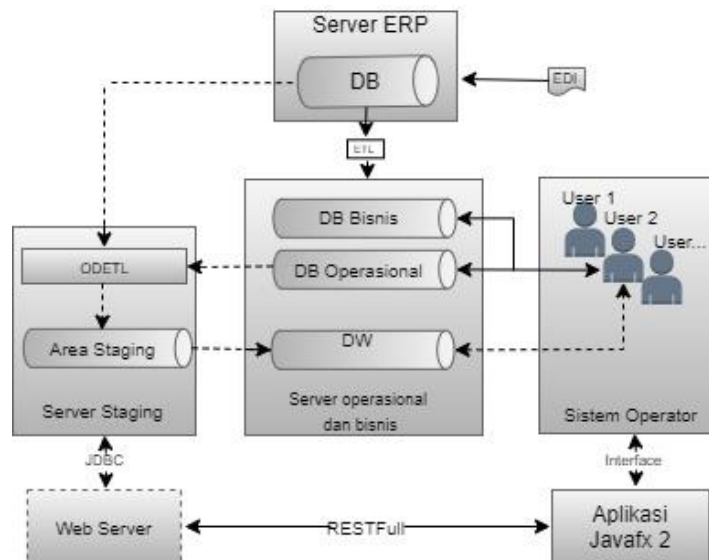 Server ERP
DB
EDI
ETL
DB Bisnis
DB Operasional
DW
Server operasional
dan bisnis
ODETL
Area Staging
Server Staging
User 1
User 2
User...
Sistem Operator
JDBC
Interface
Web Server
RESTFull
Aplikasi
Javafx 2